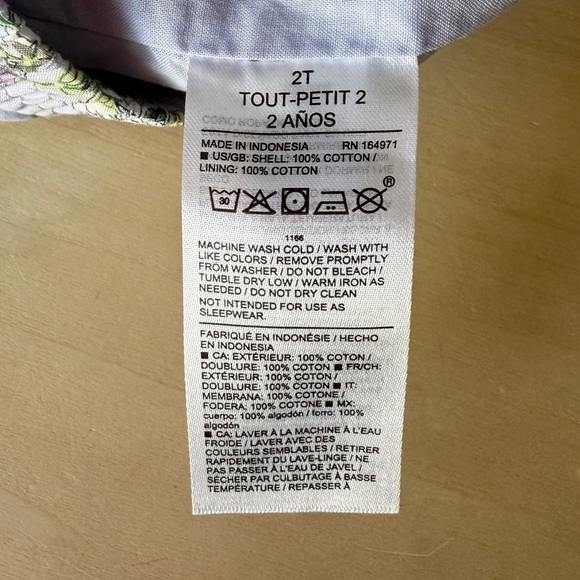 2T
TOUT-PETIT 2
2 AÑOS
MADE IN INDONESIA RN 164971
■ US/GB: SHELL: 100% COTTON /
LINING: 100% COTTON
30
®
1166
MACHINE WASH COLD / WASH WITH
LIKE COLORS / REMOVE PROMPTLY
FROM WASHER / DO NOT BLEACH /
TUMBLE DRY LOW / WARM IRON AS
NEEDED / DO NOT DRY CLEAN
NOT INTENDED FOR USE AS
SLEEPWEAR.
FABRIQUÉ EN INDONÉSIE / HECHO
EN INDONESIA
■ CA: EXTÉRIEUR: 100% COTON /
DOUBLURE: 100% COTON ■ FR/CH:
EXTÉRIEUR: 100% COTON /
DOUBLURE: 100% COTON ■ IT:
MEMBRANA: 100% COTONE /
FODERA: 100% COTONE ■ MX:
cuerpo: 100% algodón / forro: 100%
algodón
■ CA: LAVER À LA MACHINE À L'EAU
FROIDE / LAVER AVEC DES
COULEURS SEMBLABLES / RETIRER
RAPIDEMENT DU LAVE-LINGE / NE
PAS PASSER À L'EAU DE JAVEL /
SÉCHER PAR CULBUTAGE À BASSE
TEMPÉRATURE / REPASSER À